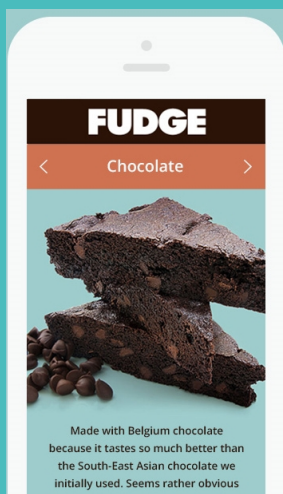 FUDGE
Chocolate
Made with Belgium chocolate
because it tastes so much better than
the South-East Asian chocolate we
initially used. Seems rather obvious